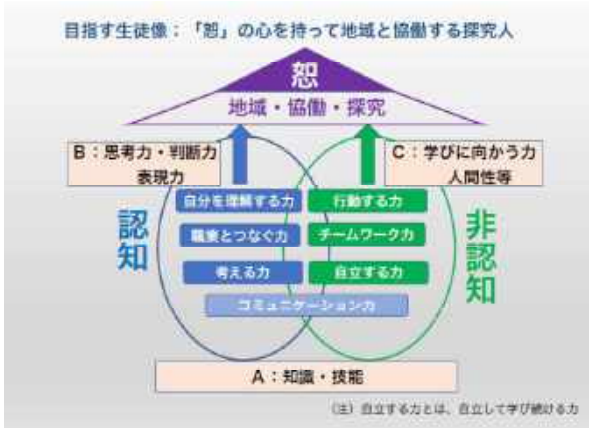 目指す生徒像：「恕」の心を持って地域と協働する探究人
恕
地域・協働・探究
B：思考力・判断力
表現力
C：学びに向かう力
人間性等
認知
非認知
自分を理解する力
行動する力
職業とつなぐ力
チームワーク力
考える力
自立する力
コミュニケーション力
A：知識・技能
（注）自立する力とは、自立して学び続ける力